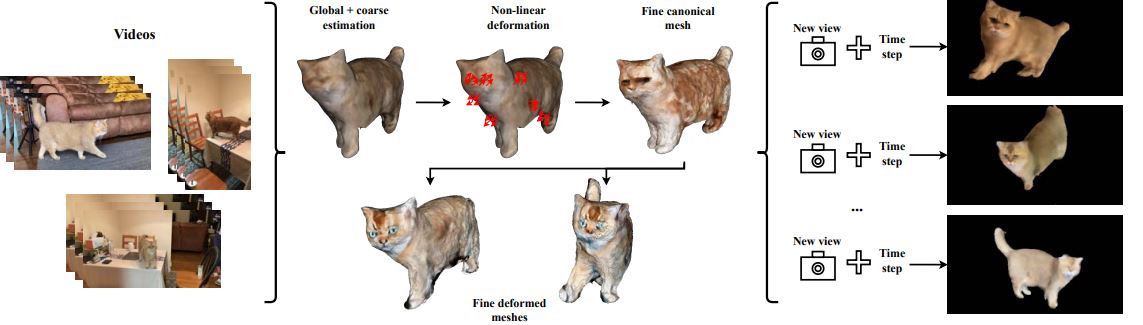 Videos
Global + coarse
estimation
Non-linear
deformation
Fine canonical
mesh
Fine deformed
meshes
New view
Time
step
New view
Time
step
...
New view
Time
step